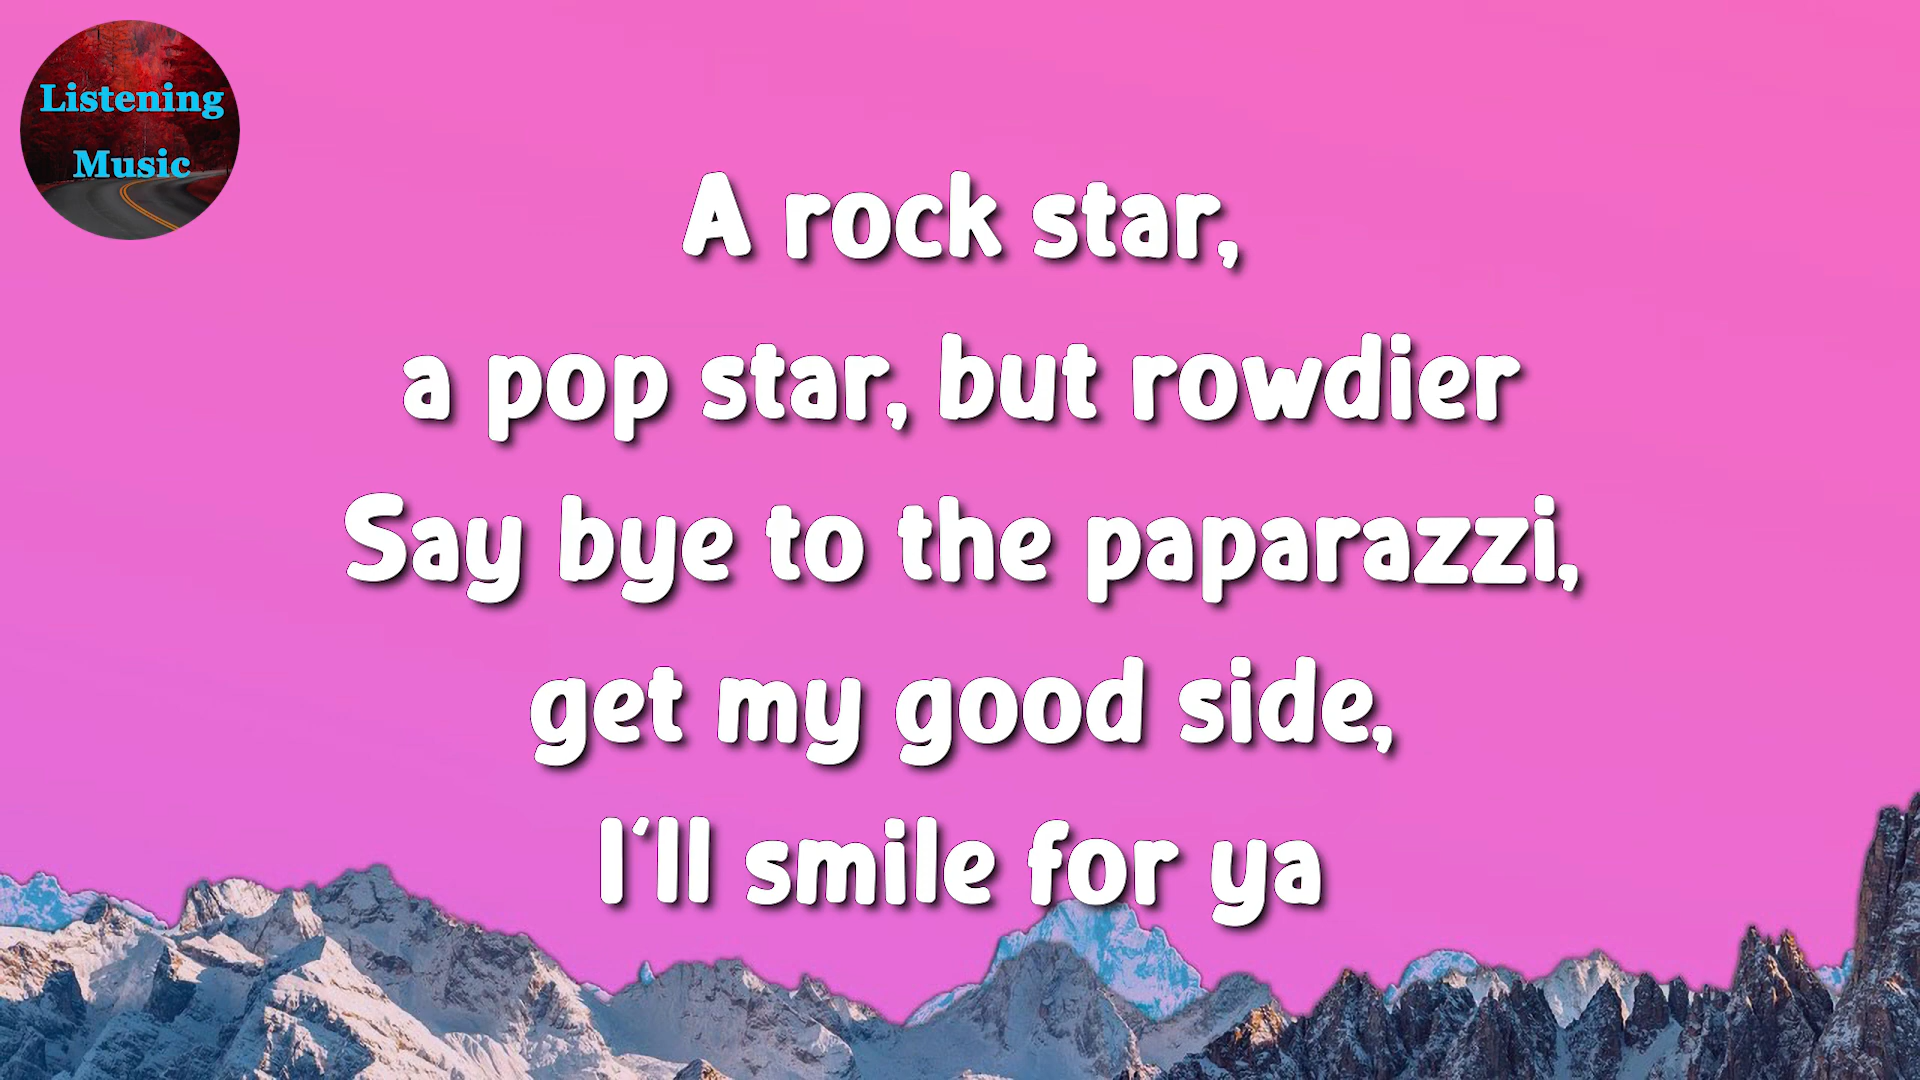 Listening
Music
A rock star,
a pop star, but rowdier
Say bye to the paparazzi,
get my good side,
I'll smile for ya